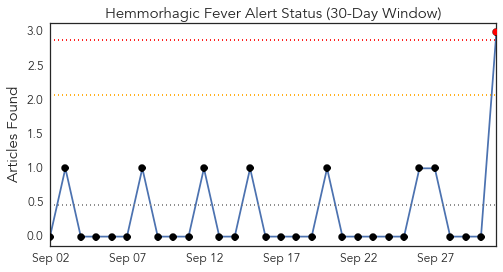 Hemmorhagic Fever Alert Status (30-Day Window)
Articles Found
3.0
2.5
2.0
1.5
1.0
0.5
0.0
Sep 02 Sep 07 Sep 12 Sep 17 Sep 22 Sep 27